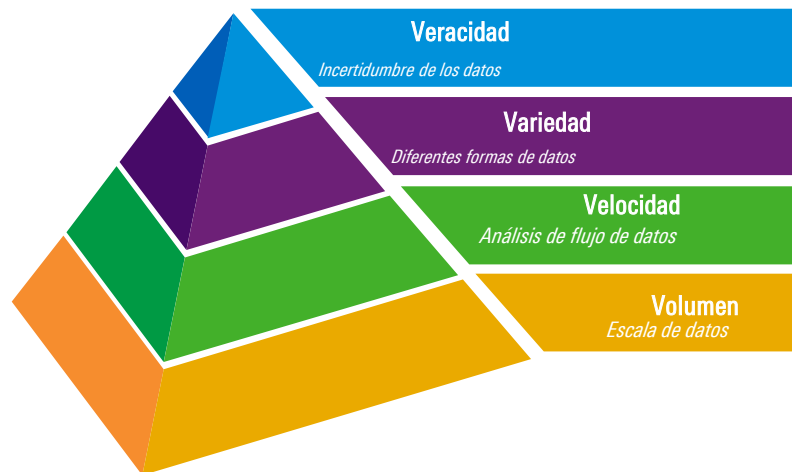 Veracidad
Incertidumbre de los datos
Variedad
Diferentes formas de datos
Velocidad
Análisis de flujo de datos
Volumen
Escala de datos